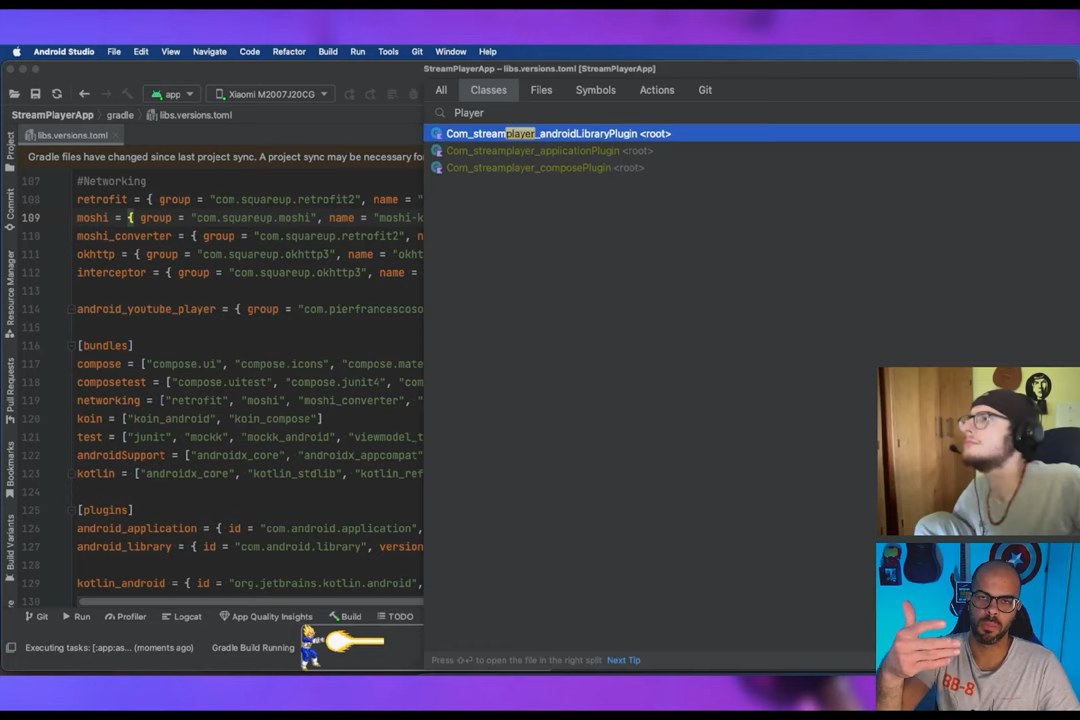 Android Studio File Edit View Navigate Code Refactor Build Run Tools Git Window Help
StreamPlayerApp – libs.versions.toml [StreamPlayerApp]
app Xiaomi M2007J20CG
All Classes Files Symbols Actions Git
StreamPlayerApp gradle libs.versions.toml
Player
libs.versions.toml
Com_streamplayer_androidLibraryPlugin <root>
Com_streamplayer_applicationPlugin <root>
Com_streamplayer_composePlugin <root>
Gradle files have changed since last project sync. A project sync may be necessary for
107 #Networking
108 retrofit = { group = "com.squareup.retrofit2", name = "
109 moshi = { group = "com.squareup.moshi", name = "moshi-k
110 moshi_converter = { group = "com.squareup.retrofit2", n
111 okhttp = { group = "com.squareup.okhttp3", name = "okht
112 interceptor = { group = "com.squareup.okhttp3", name =
113
114 android_youtube_player = { group = "com.pierfrancescoso
115
116 [bundles]
117 compose = ["compose.ui", "compose.icons", "compose.mate
118 composetest = ["compose.uitest", "compose.junit4", "com
119 networking = ["retrofit", "moshi", "moshi_converter", "
120 koin = ["koin_android", "koin_compose"]
121 test = ["junit", "mockk", "mockk_android", "viewmodel_t
122 androidSupport = ["androidx_core", "androidx_appcompat"
123 kotlin = ["androidx_core", "kotlin_stdlib", "kotlin_ref
124
125 [plugins]
126 android_application = { id = "com.android.application",
127 android_library = { id = "com.android.library", version
128
129 kotlin_android = { id = "org.jetbrains.kotlin.android",
130
Project
Commit
Resource Manager
Pull Requests
Bookmarks
Build Variants
Git Run Profiler Logcat App Quality Insights Build TODO
Executing tasks: [:app:as... (moments ago) Gradle Build Running
Press ⇧⏎ to open the file in the right split Next Tip
BB-8